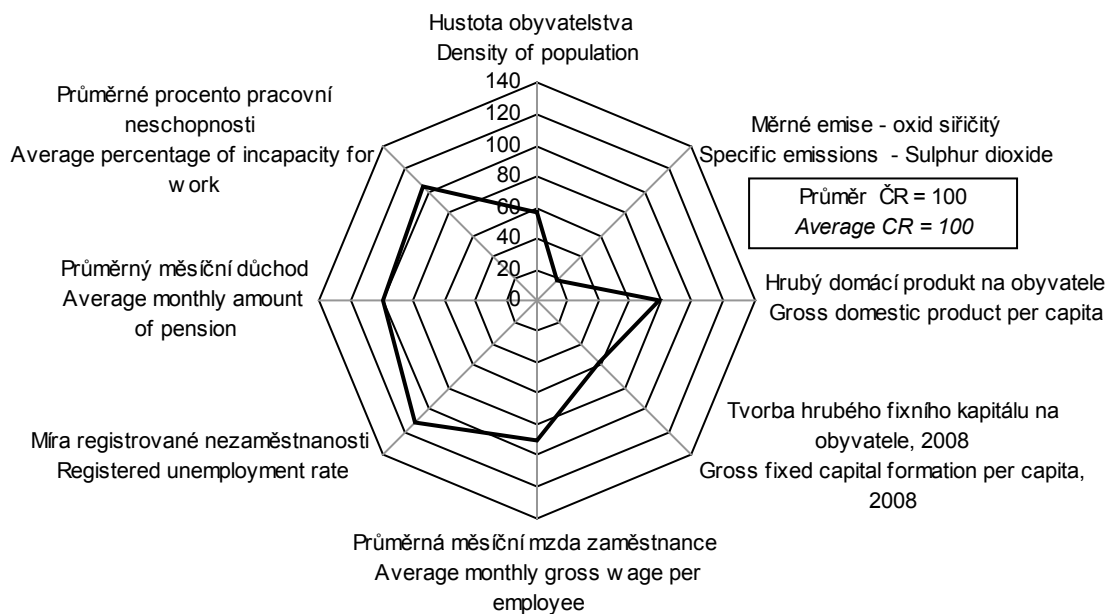 Hustota obyvatelstva
Density of population
140
120
100
80
60
40
20
0
Měrné emise - oxid siřičitý
Specific emissions - Sulphur dioxide
Průměr ČR = 100
Average CR = 100
Hrubý domácí produkt na obyvatele
Gross domestic product per capita
Tvorba hrubého fixního kapitálu na
obyvatele, 2008
Gross fixed capital formation per capita,
2008
Průměrná měsíční mzda zaměstnance
Average monthly gross wage per
employee
Míra registrované nezaměstnanosti
Registered unemployment rate
Průměrný měsíční důchod
Average monthly amount
of pension
Průměrné procento pracovní
neschopnosti
Average percentage of incapacity for
work